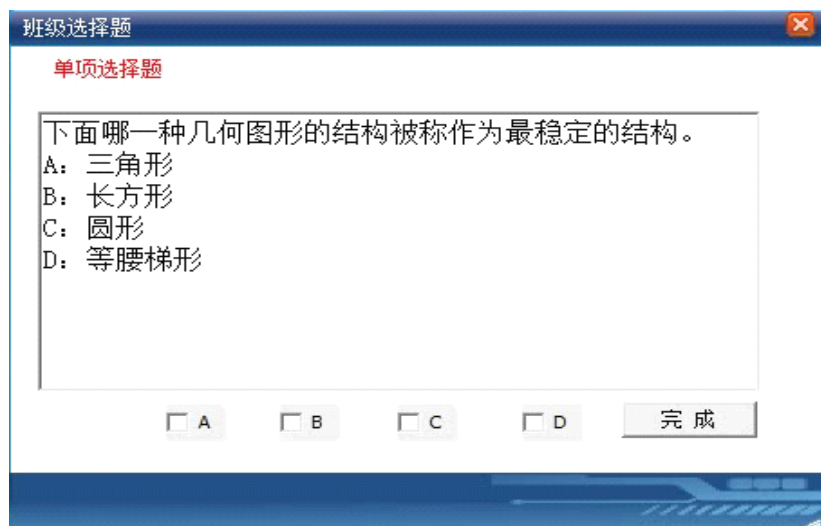 班级选择题
单项选择题
下面哪一种几何图形的结构被称作为最稳定的结构。
A：三角形
B：长方形
C：圆形
D：等腰梯形
A B C D 完成